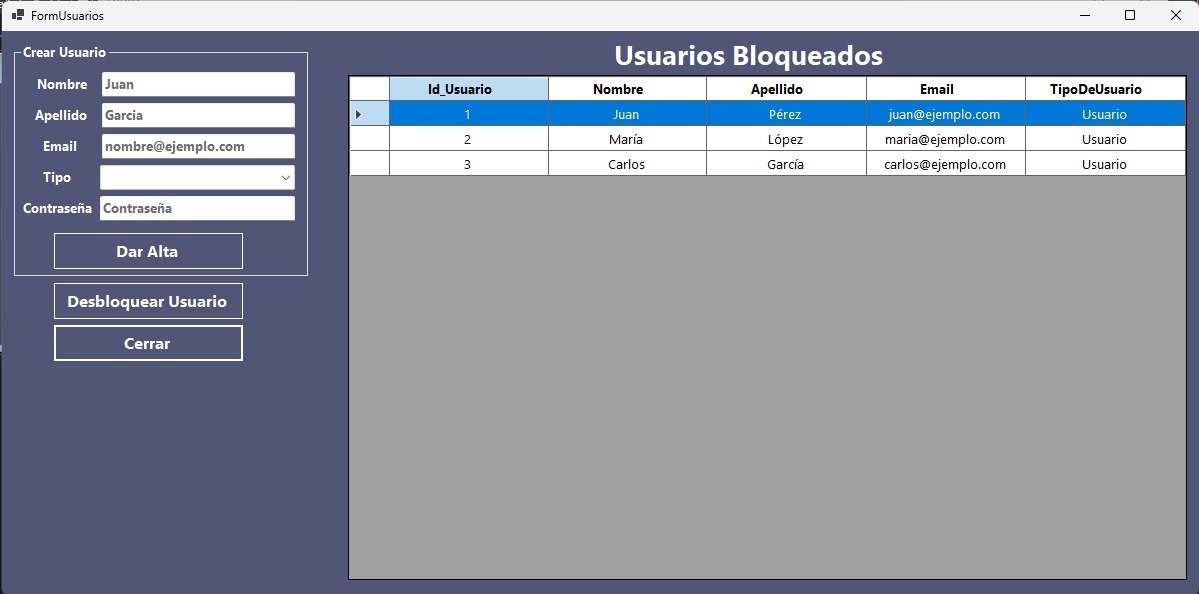 FormUsuarios
Crear Usuario
Nombre Juan
Apellido Garcia
Email nombre@ejemplo.com
Tipo
Contraseña Contraseña
Dar Alta
Desbloquear Usuario
Cerrar
Usuarios Bloqueados
Id_Usuario Nombre Apellido Email TipoDeUsuario
1 Juan Pérez juan@ejemplo.com Usuario
2 María López maria@ejemplo.com Usuario
3 Carlos García carlos@ejemplo.com Usuario